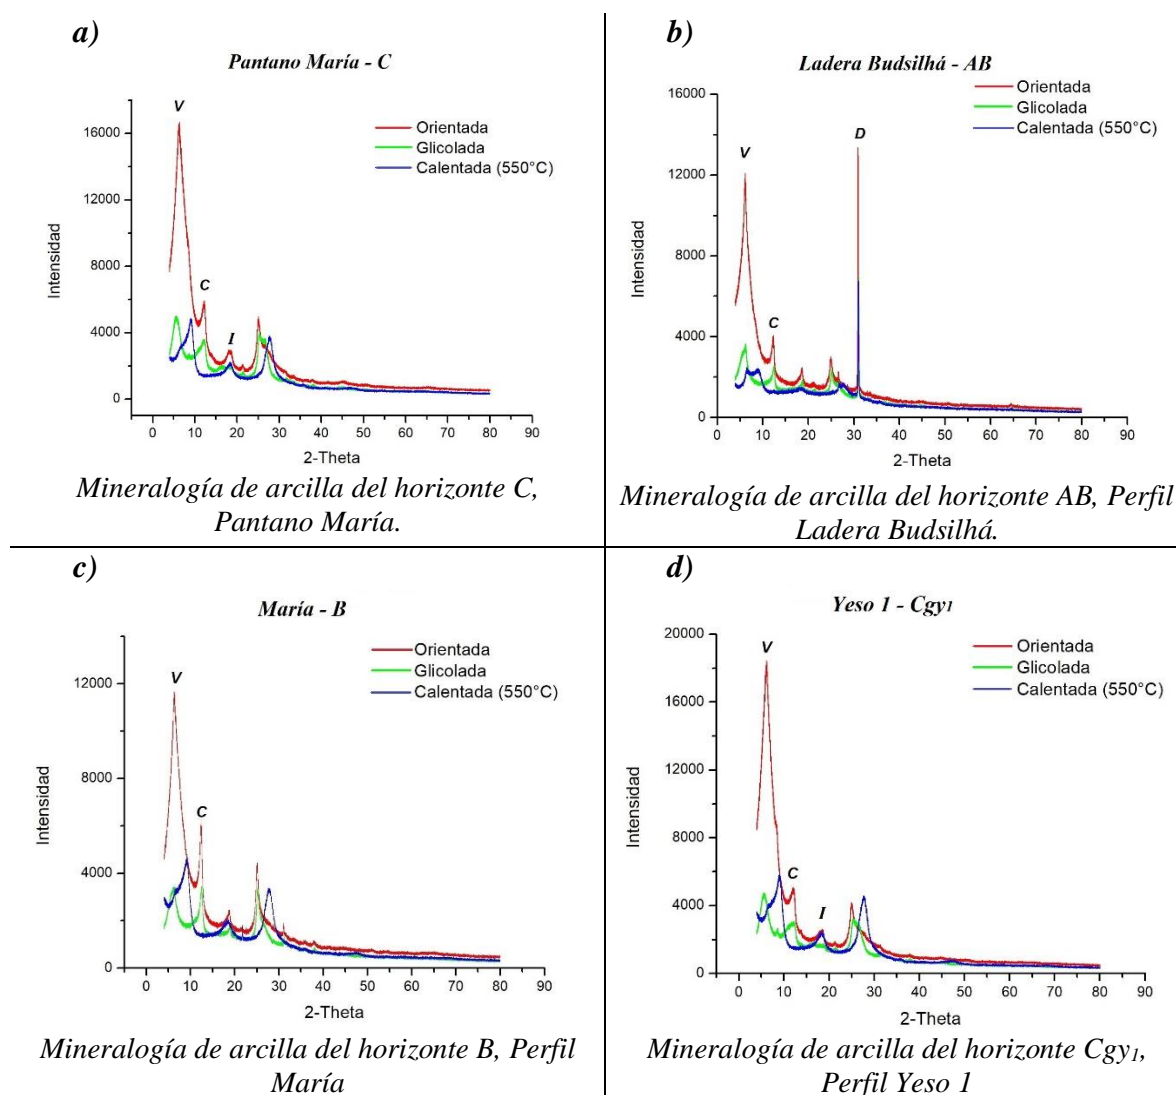 a)
Pantano María - C
V
C
I
Orientada
Glicolada
Calentada (550°C)
Intensidad
16000
12000
8000
4000
0
0 10 20 30 40 50 60 70 80 90
2-Theta
Mineralogía de arcilla del horizonte C,
Pantano María.
b)
Ladera Budsilhá - AB
V
C
D
Orientada
Glicolada
Calentada (550°C)
Intensidad
16000
12000
8000
4000
0
0 10 20 30 40 50 60 70 80 90
2-Theta
Mineralogía de arcilla del horizonte AB, Perfil
Ladera Budsilhá.
c)
María - B
V
C
Orientada
Glicolada
Calentada (550°C)
Intensidad
12000
8000
4000
0
0 10 20 30 40 50 60 70 80 90
2-Theta
Mineralogía de arcilla del horizonte B, Perfil
María
d)
Yeso 1 - Cgy1
V
C
I
Orientada
Glicolada
Calentada (550°C)
Intensidad
20000
16000
12000
8000
4000
0
0 10 20 30 40 50 60 70 80 90
2-Theta
Mineralogía de arcilla del horizonte Cgy1,
Perfil Yeso 1